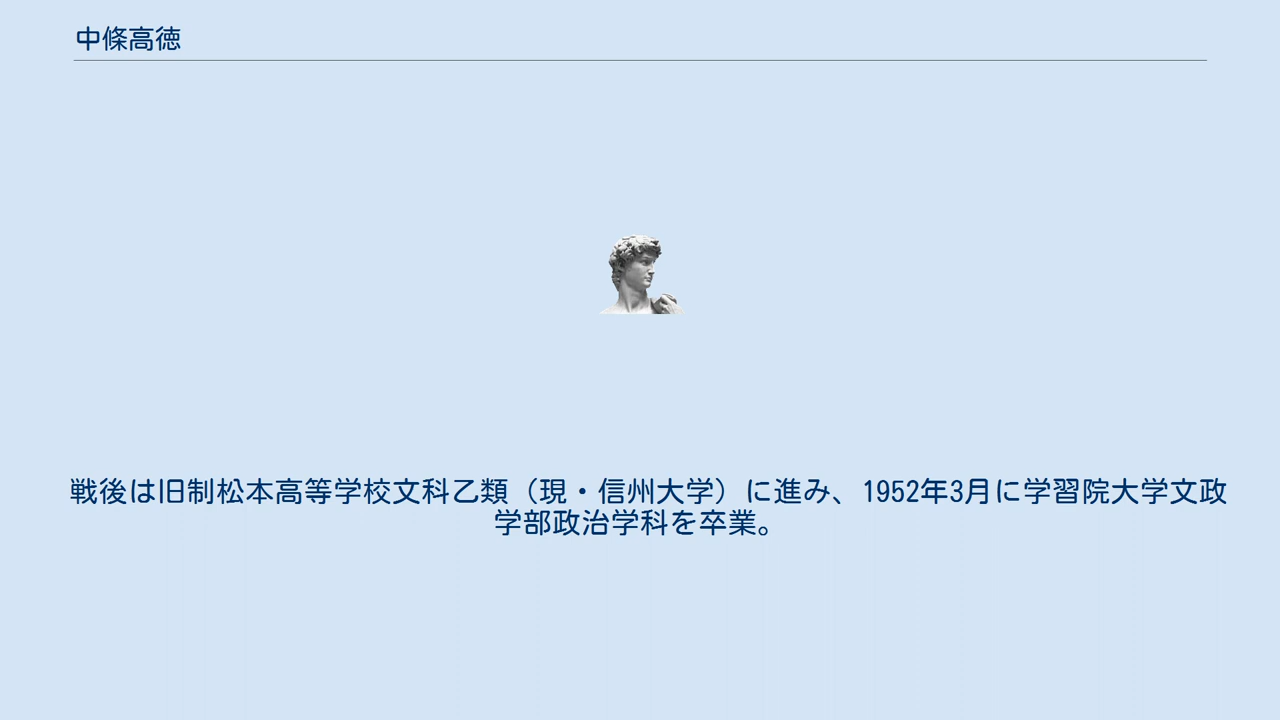 中條高徳
戦後は旧制松本高等学校文科乙類（現・信州大学）に進み、1952年3月に学習院大学文政
学部政治学科を卒業。